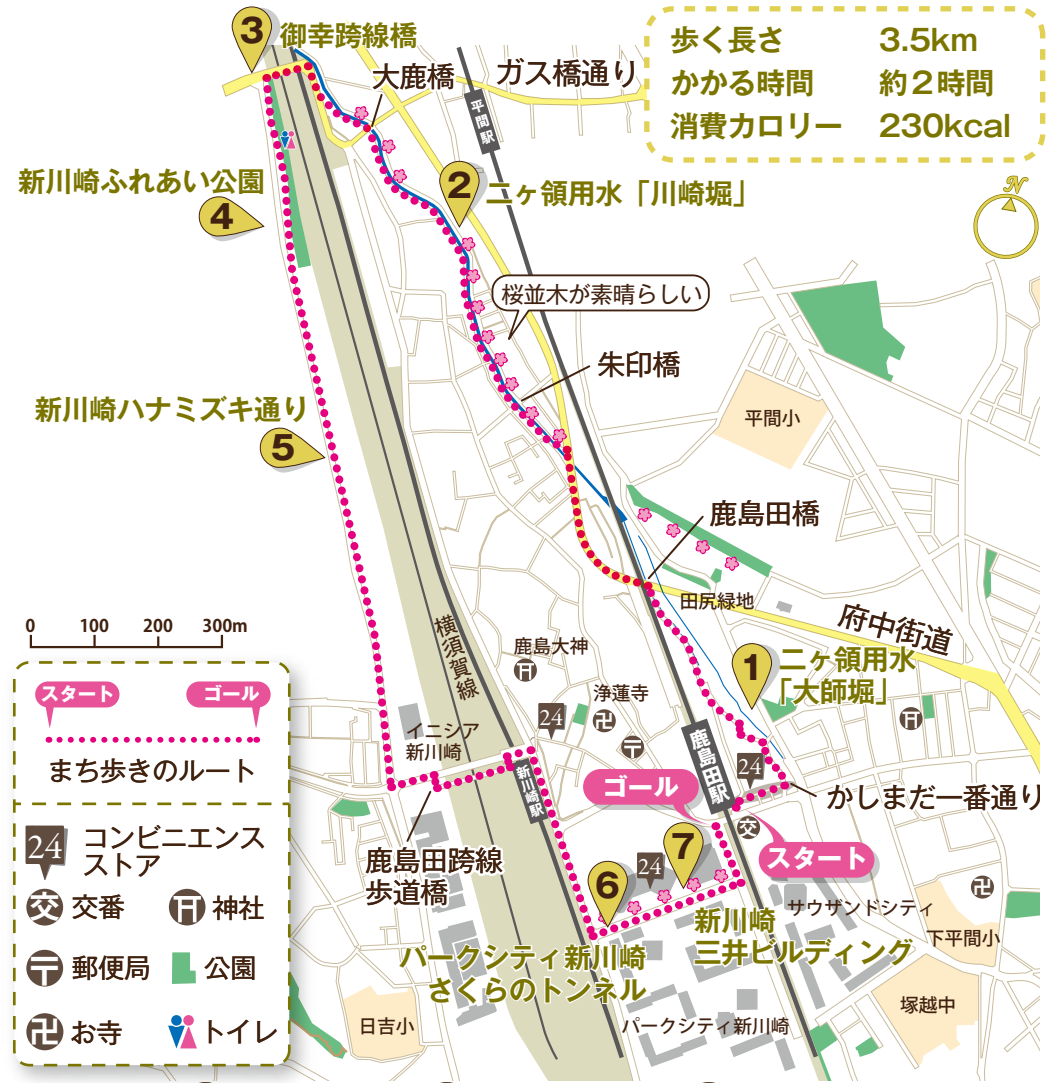 歩く長さ 3.5km
かかる時間 約2時間
消費カロリー 230kcal
N
3
御幸跨線橋
大鹿橋
ガス橋通り
平間駅
新川崎ふれあい公園
4
2
二ヶ領用水「川崎堀」
桜並木が素晴らしい
朱印橋
新川崎ハナミズキ通り
5
平間小
鹿島田橋
田尻緑地
府中街道
0 100 200 300m
横須賀線
鹿島大神
浄蓮寺
卍
24
1
二ヶ領用水
「大師堀」
イニシア
新川崎
新川崎駅
鹿島田駅
24
かしまだ一番通り
ゴール
交
スタート
鹿島田跨線
歩道橋
6
24
7
卍
サウザンドシティ
新川崎
三井ビルディング
下平間小
パークシティ新川崎
さくらのトンネル
塚越中
日吉小
パークシティ新川崎
スタート ゴール
まち歩きのルート
24 コンビニエンス
ストア
交 交番
神社
〒 郵便局
公園
卍 お寺
トイレ